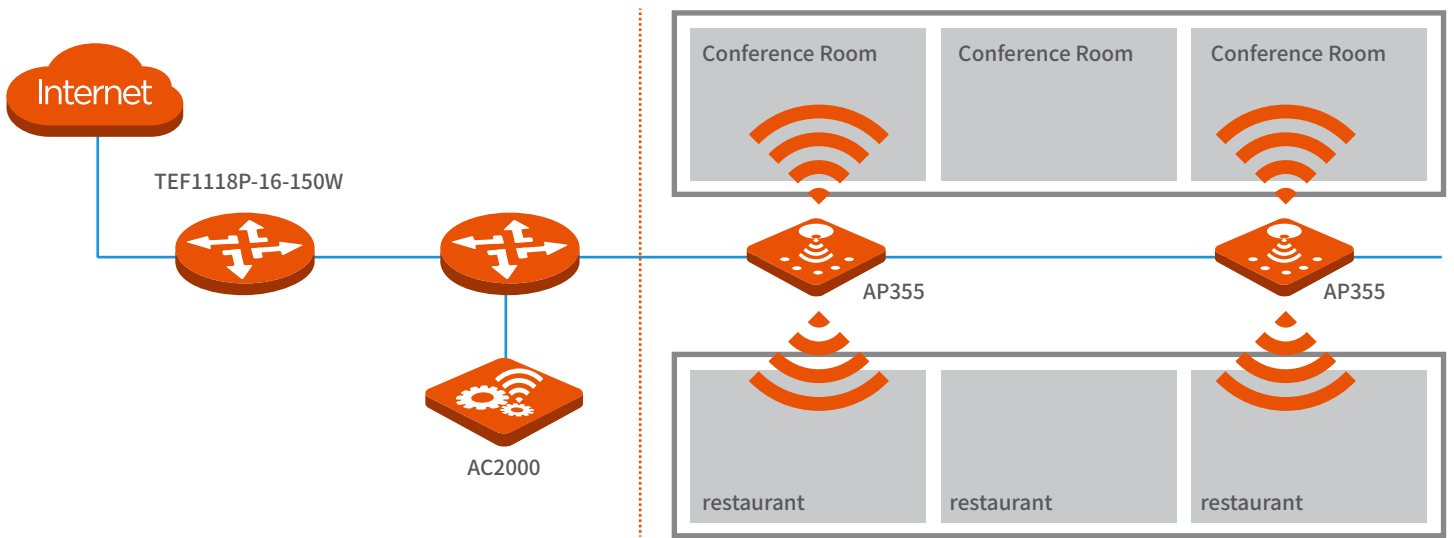 Internet
TEF1118P-16-150W
AC2000
Conference Room
Conference Room
Conference Room
AP355
AP355
restaurant
restaurant
restaurant